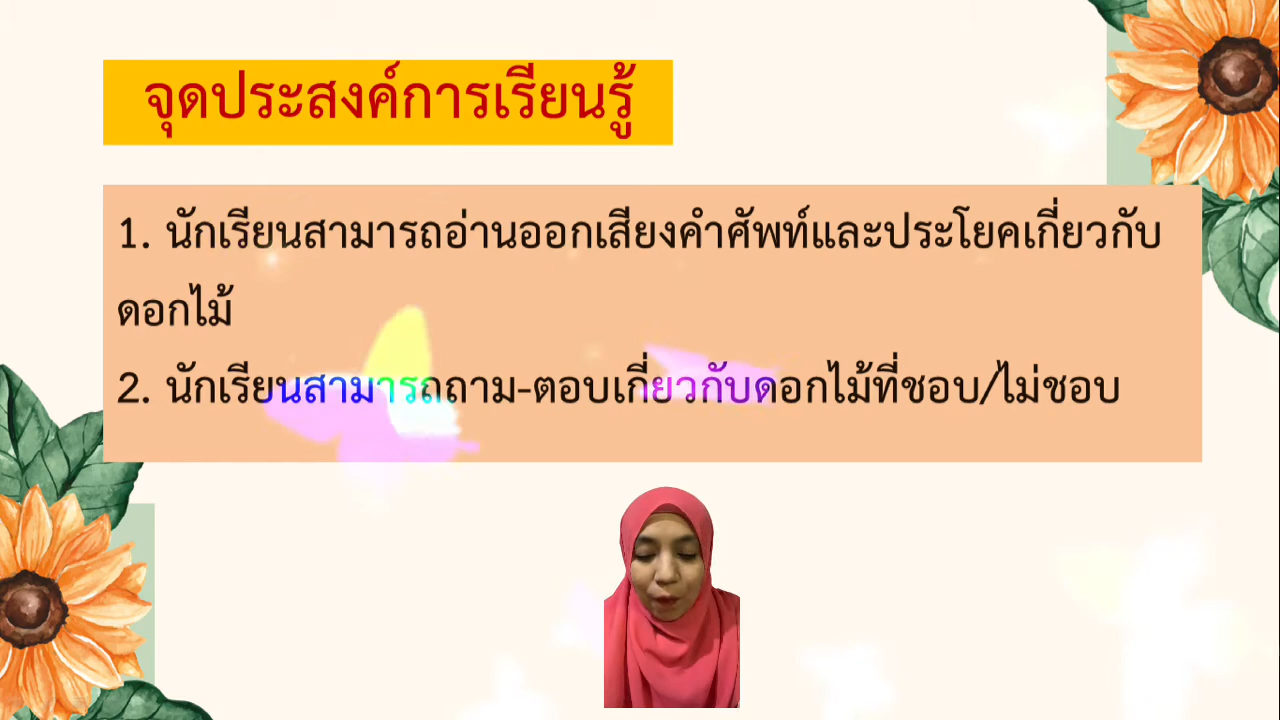 จุดประสงค์การเรียนรู้
1. นักเรียนสามารถอ่านออกเสียงคำศัพท์และประโยคเกี่ยวกับ
ดอกไม้
2. นักเรียนสามารถถาม-ตอบเกี่ยวกับดอกไม้ที่ชอบ/ไม่ชอบ